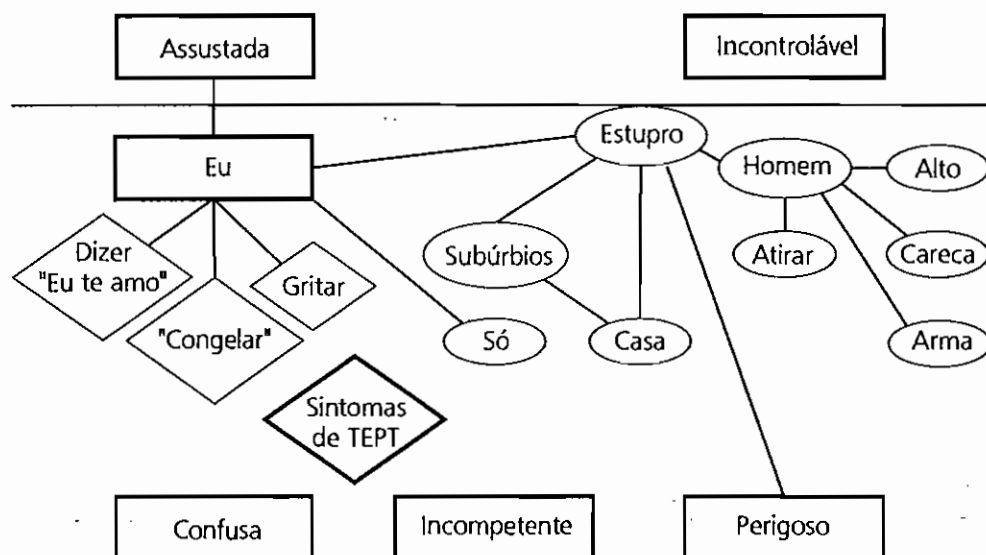 Assustada
Incontrolável
Eu
Estupro
Homem
Alto
Dizer
"Eu te amo"
Gritar
Subúrbios
Atirar
Careca
"Congelar"
Só
Casa
Arma
Sintomas
de TEPT
Confusa
Incompetente
Perigoso